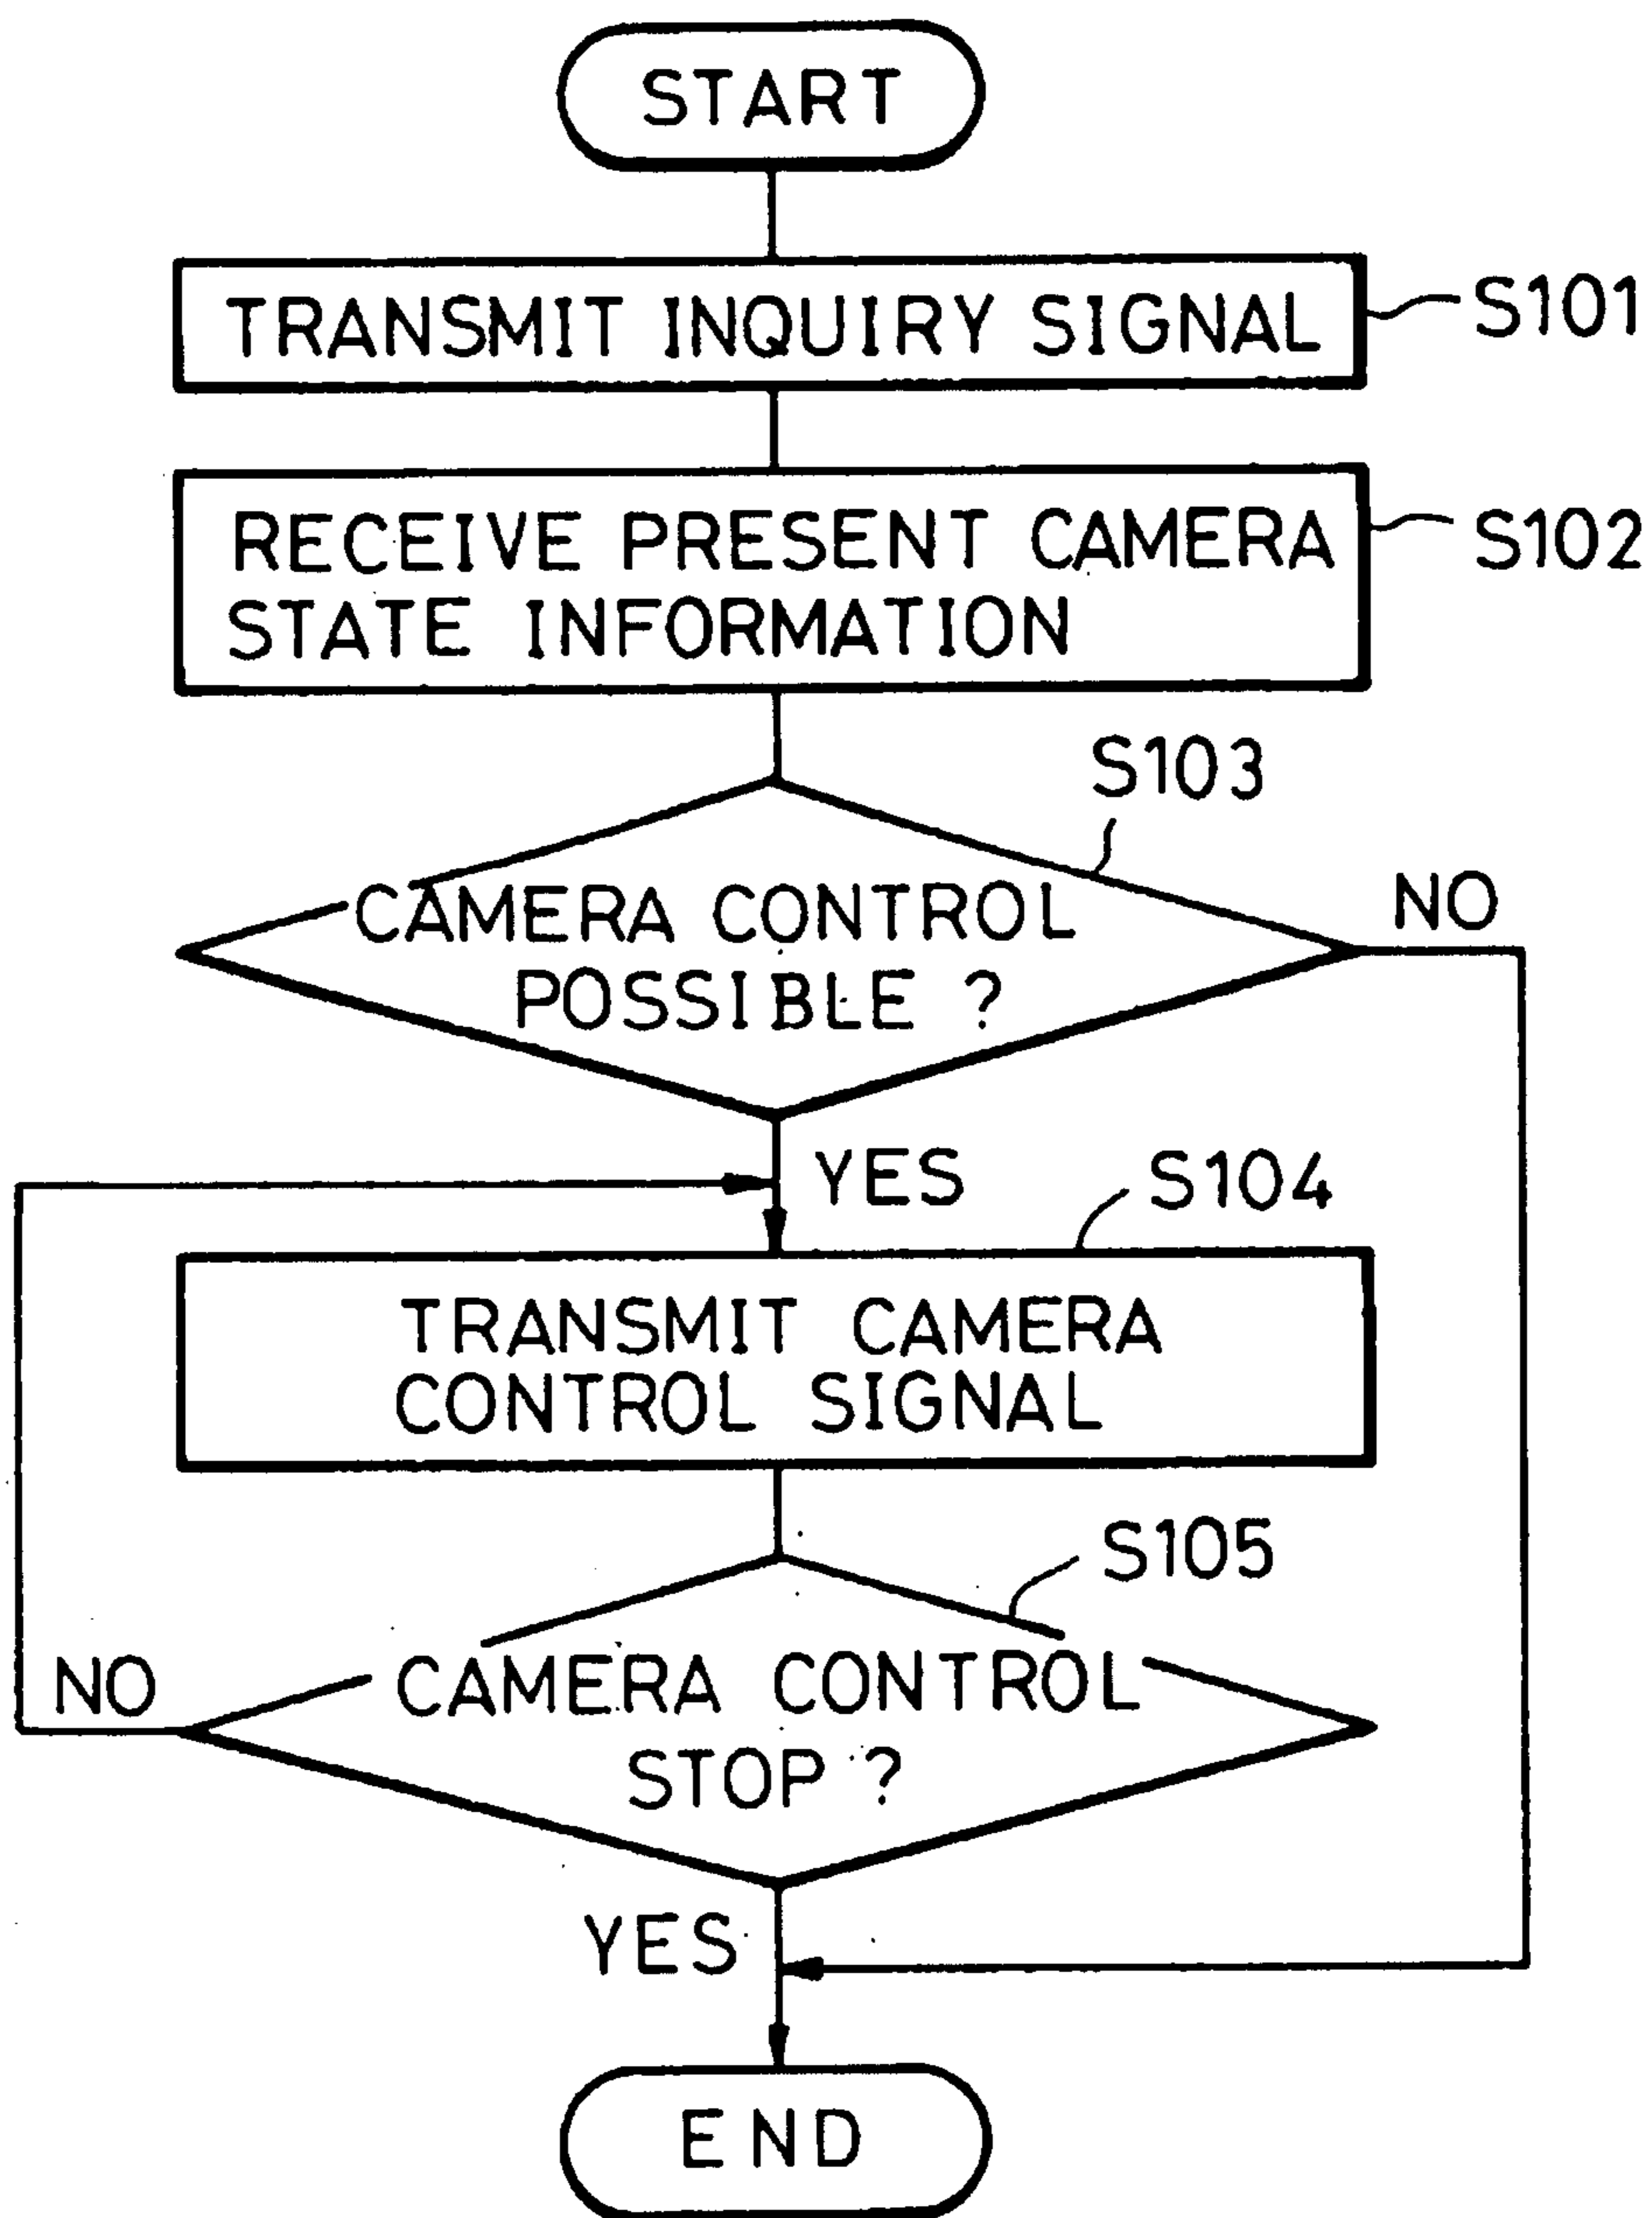 START
TRANSMIT INQUIRY SIGNAL
S101
RECEIVE PRESENT CAMERA
STATE INFORMATION
S102
S103
CAMERA CONTROL
POSSIBLE ?
NO
YES
S104
TRANSMIT CAMERA
CONTROL SIGNAL
S105
CAMERA CONTROL
STOP ?
NO
YES
END